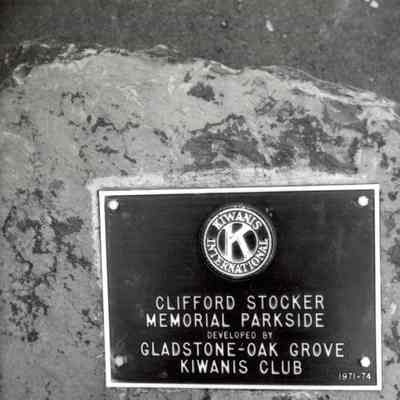 KIWANIS
K
INTERNATIONAL
CLIFFORD STOCKER
MEMORIAL PARKSIDE
DEVELOPED BY
GLADSTONE-OAK GROVE
KIWANIS CLUB
1971-74